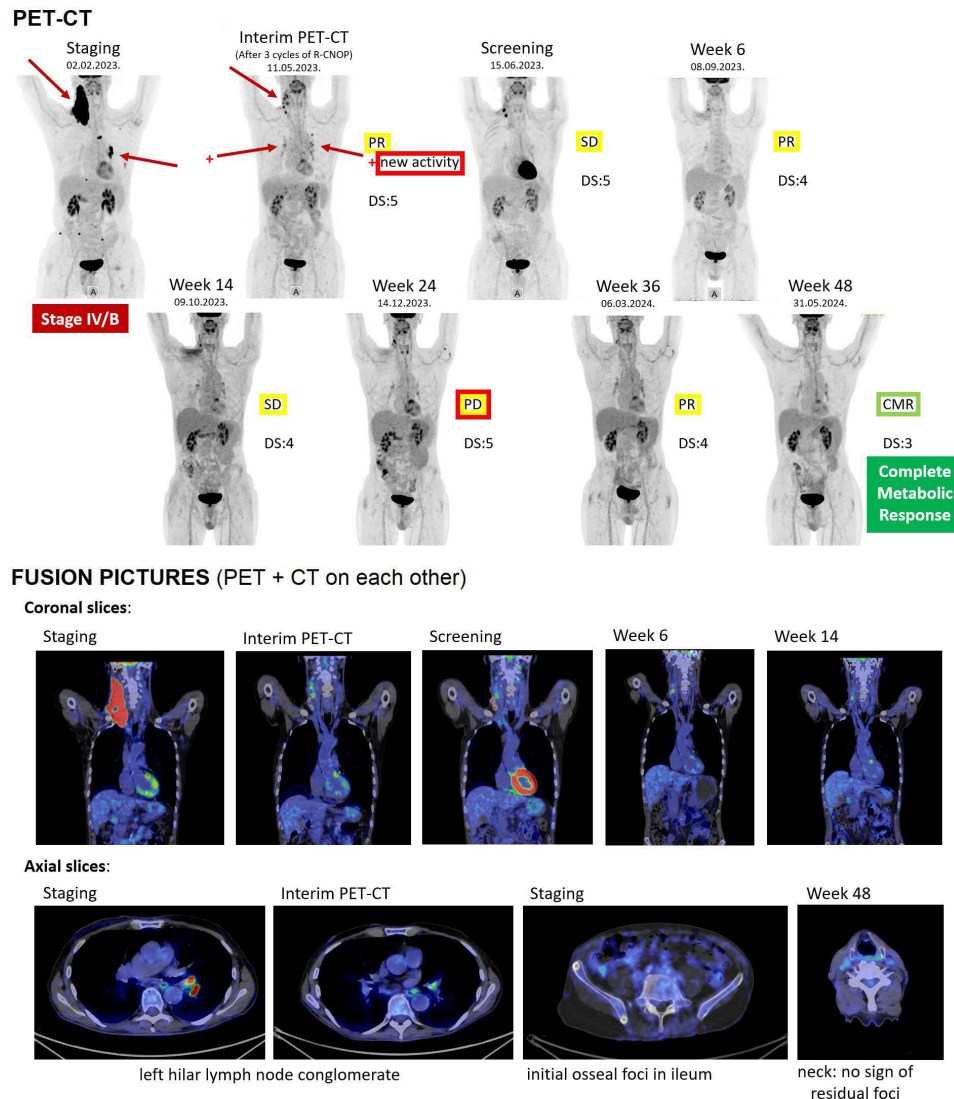 PET-CT
Staging
02.02.2023.
Interim PET-CT
(After 3 cycles of R-CNOP)
11.05.2023.
Screening
15.06.2023.
Week 6
08.09.2023.
+
PR
+ new activity
DS:5
SD
DS:5
PR
DS:4
A
A
A
Stage IV/B
Week 14
09.10.2023.
Week 24
14.12.2023.
Week 36
06.03.2024.
Week 48
31.05.2024.
SD
DS:4
PD
DS:5
PR
DS:4
CMR
DS:3
Complete
Metabolic
Response
FUSION PICTURES (PET + CT on each other)
Coronal slices:
Staging
Interim PET-CT
Screening
Week 6
Week 14
Axial slices:
Staging
Interim PET-CT
Staging
Week 48
left hilar lymph node conglomerate
initial osseal foci in ileum
neck: no sign of
residual foci